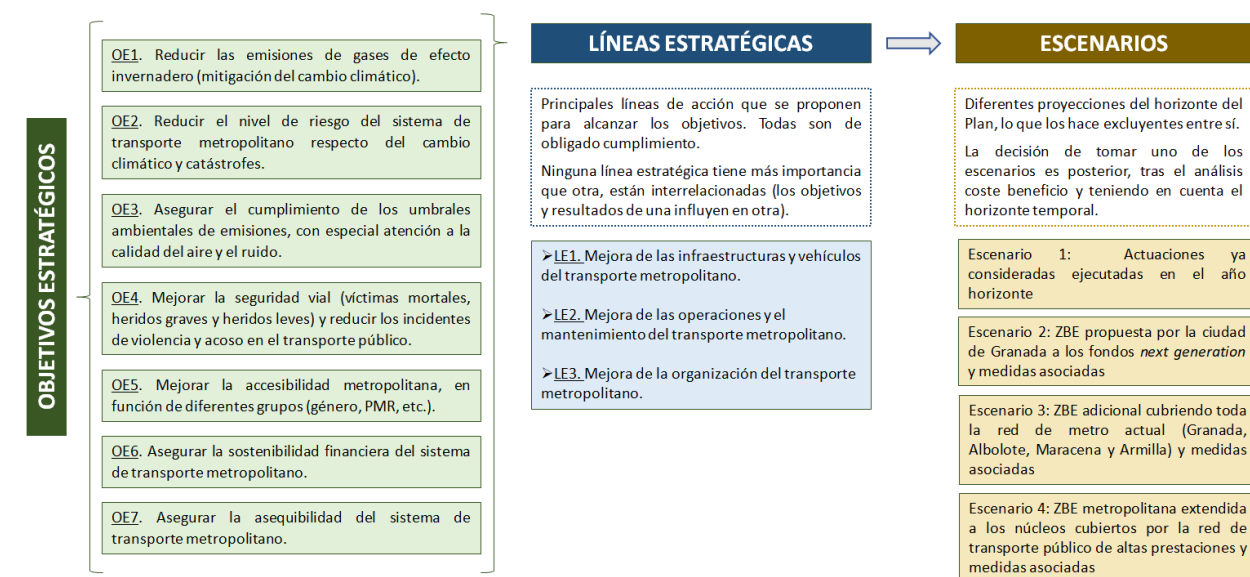 OBJETIVOS ESTRATÉGICOS
OE1. Reducir las emisiones de gases de efecto
invernadero (mitigación del cambio climático).
OE2. Reducir el nivel de riesgo del sistema de
transporte metropolitano respecto del cambio
climático y catástrofes.
OE3. Asegurar el cumplimiento de los umbrales
ambientales de emisiones, con especial atención a la
calidad del aire y el ruido.
OE4. Mejorar la seguridad vial (víctimas mortales,
heridos graves y heridos leves) y reducir los incidentes
de violencia y acoso en el transporte público.
OE5. Mejorar la accesibilidad metropolitana, en
función de diferentes grupos (género, PMR, etc.).
OE6. Asegurar la sostenibilidad financiera del sistema
de transporte metropolitano.
OE7. Asegurar la asequibilidad del sistema de
transporte metropolitano.
LÍNEAS ESTRATÉGICAS
Principales líneas de acción que se proponen
para alcanzar los objetivos. Todas son de
obligado cumplimiento.
Ninguna línea estratégica tiene más importancia
que otra, están interrelacionadas (los objetivos
y resultados de una influyen en otra).
➢LE1. Mejora de las infraestructuras y vehículos
del transporte metropolitano.
➢LE2. Mejora de las operaciones y el
mantenimiento del transporte metropolitano.
➢LE3. Mejora de la organización del transporte
metropolitano.
ESCENARIOS
Diferentes proyecciones del horizonte del
Plan, lo que los hace excluyentes entre sí.
La decisión de tomar uno de los
escenarios es posterior, tras el análisis
coste beneficio y teniendo en cuenta el
horizonte temporal.
Escenario 1: Actuaciones ya
consideradas ejecutadas en el año
horizonte
Escenario 2: ZBE propuesta por la ciudad
de Granada a los fondos next generation
y medidas asociadas
Escenario 3: ZBE adicional cubriendo toda
la red de metro actual (Granada,
Albolote, Maracena y Armilla) y medidas
asociadas
Escenario 4: ZBE metropolitana extendida
a los núcleos cubiertos por la red de
transporte público de altas prestaciones y
medidas asociadas